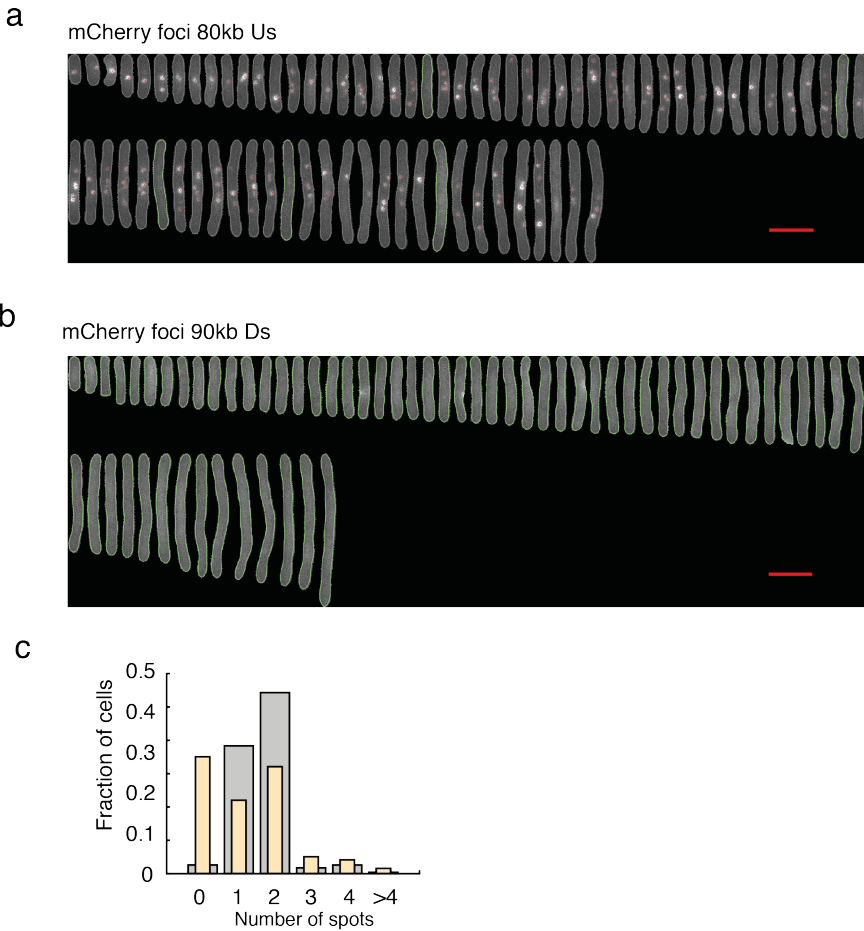 a
mCherry foci 80kb Us
b
mCherry foci 90kb Ds
c
0.5
0.4
0.3
0.2
0.1
0
Fraction of cells
0 1 2 3 4 >4
Number of spots